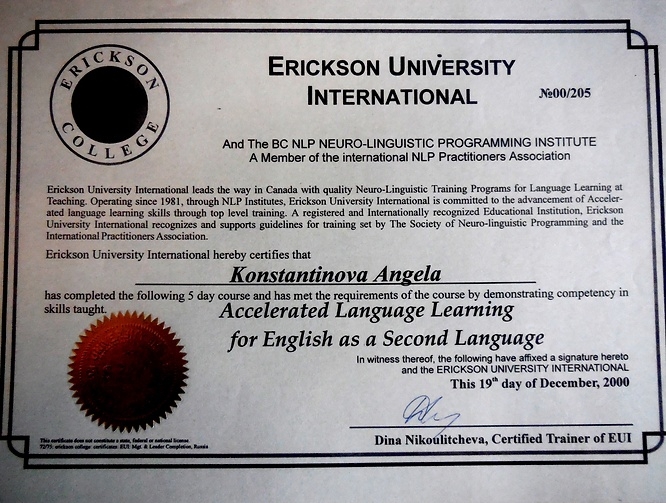 ERICKSON
COLLEGE
ERICKSON UNIVERSITY
INTERNATIONAL
№00/205
And The BC NLP NEURO-LINGUISTIC PROGRAMMING INSTITUTE
A Member of the international NLP Practitioners Association
Erickson University International leads the way in Canada with quality Neuro-Linguistic Training Programs for Language Learning at
Teaching. Operating since 1981, through NLP Institutes, Erickson University International is committed to the advancement of Acceler-
ated language learning skills through top level training. A registered and Internationally recognized Educational Institution, Erickson
University International recognizes and supports guidelines for training set by The Society of Neuro-linguistic Programming and the
International Practitioners Association.
Erickson University International hereby certifies that
Konstantinova Angela
has completed the following 5 day course and has met the requirements of the course by demonstrating competency in
skills taught.
Accelerated Language Learning
for English as a Second Language
In witness thereof, the following have affixed a signature hereto
and the ERICKSON UNIVERSITY INTERNATIONAL
This 19th day of December, 2000
Dina Nikoulitcheva, Certified Trainer of EUI
This certificate does not constitute a state, federal or national license
erickson college certificates EUI: Mgt. & Leader Completion, Russia